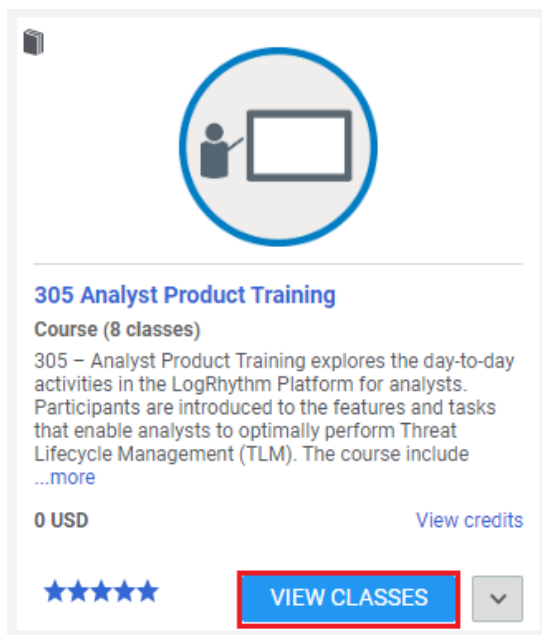 305 Analyst Product Training
Course (8 classes)
305 – Analyst Product Training explores the day-to-day
activities in the LogRhythm Platform for analysts.
Participants are introduced to the features and tasks
that enable analysts to optimally perform Threat
Lifecycle Management (TLM). The course include
...more
0 USD
View credits
VIEW CLASSES